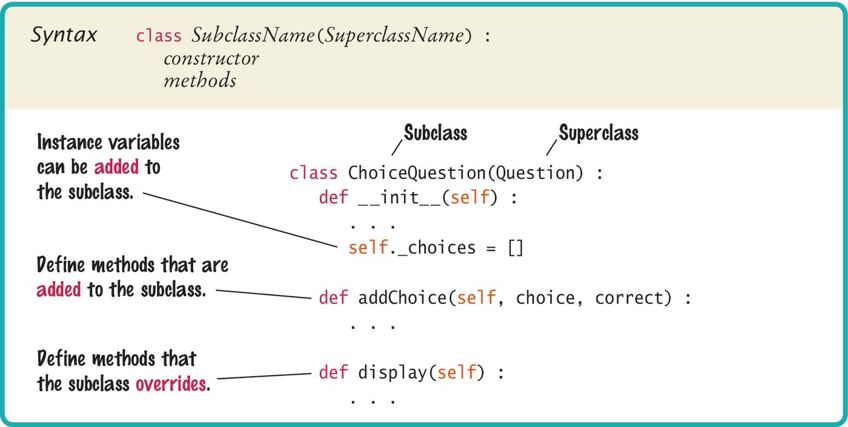 Syntax class SubclassName(SuperclassName) :
constructor
methods
Subclass Superclass
Instance variables
can be added to
the subclass.
class ChoiceQuestion(Question) :
def __init__(self) :
. . .
self._choices = []
Define methods that are
added to the subclass.
def addChoice(self, choice, correct) :
. . .
Define methods that
the subclass overrides.
def display(self) :
. . .